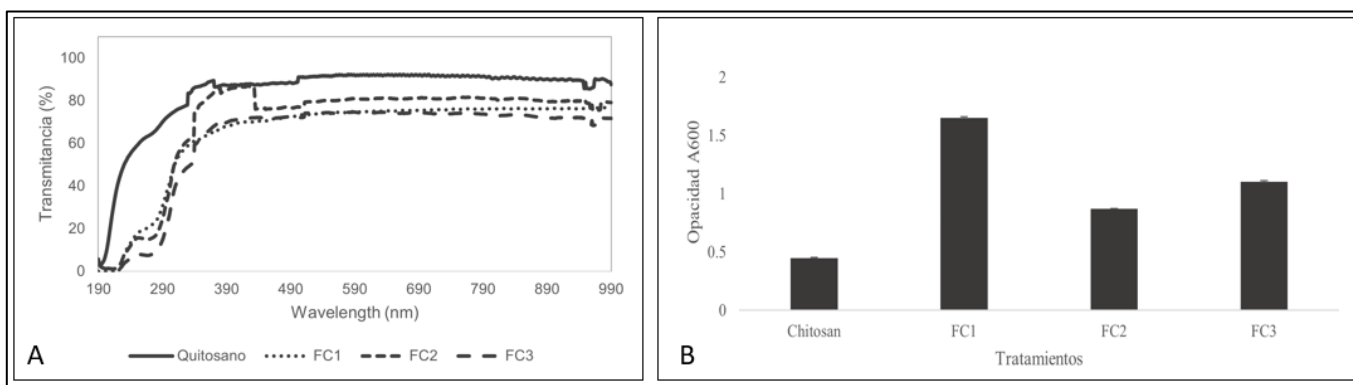 100
80
60
40
20
0
Transmitancia (%)
190 290 390 490 590 690 790 890 990
Wavelength (nm)
Quitosano FC1 FC2 FC3
A
2
1.5
1
0.5
0
Opacidad A600
Chitosan FC1 FC2 FC3
Tratamientos
B